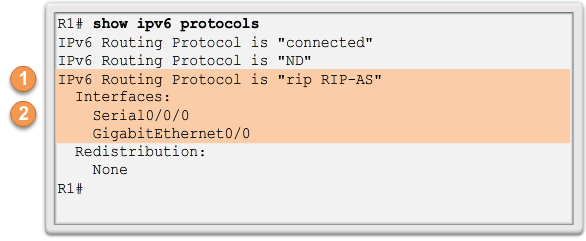 R1# show ipv6 protocols
IPv6 Routing Protocol is "connected"
IPv6 Routing Protocol is "ND"
1 IPv6 Routing Protocol is "rip RIP-AS"
Interfaces:
2 Serial0/0/0
GigabitEthernet0/0
Redistribution:
None
R1#